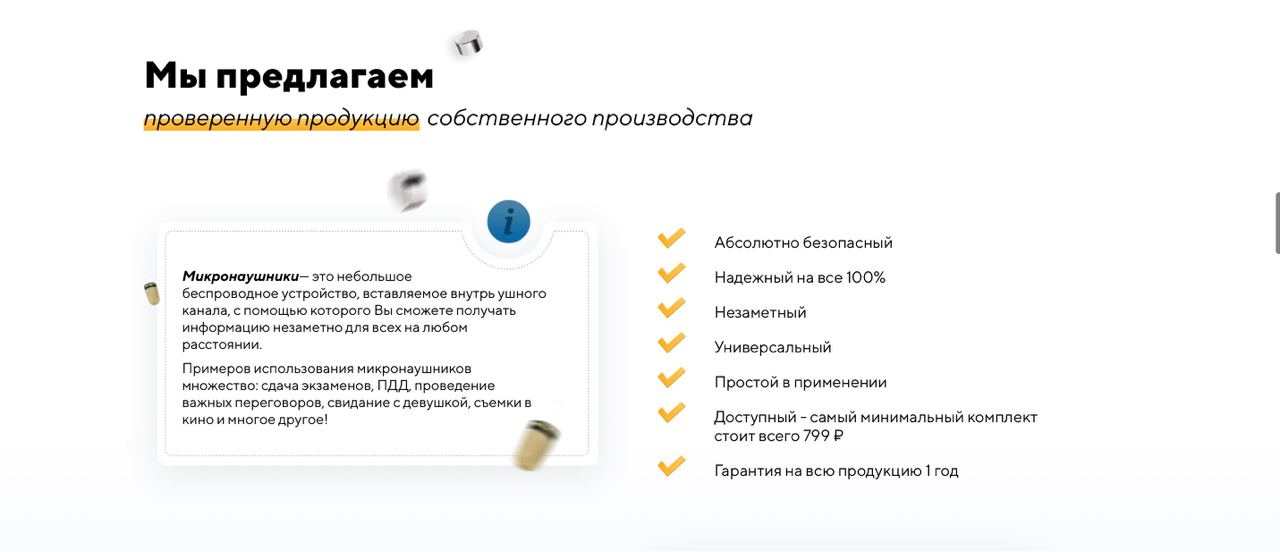 Мы предлагаем
проверенную продукцию собственного производства
i
Микронаушники— это небольшое
беспроводное устройство, вставляемое внутрь ушного
канала, с помощью которого Вы сможете получать
информацию незаметно для всех на любом
расстоянии.
Примеров использования микронаушников
множество: сдача экзаменов, ПДД, проведение
важных переговоров, свидание с девушкой, съемки в
кино и многое другое!
Абсолютно безопасный
Надежный на все 100%
Незаметный
Универсальный
Простой в применении
Доступный - самый минимальный комплект
стоит всего 799 ₽
Гарантия на всю продукцию 1 год